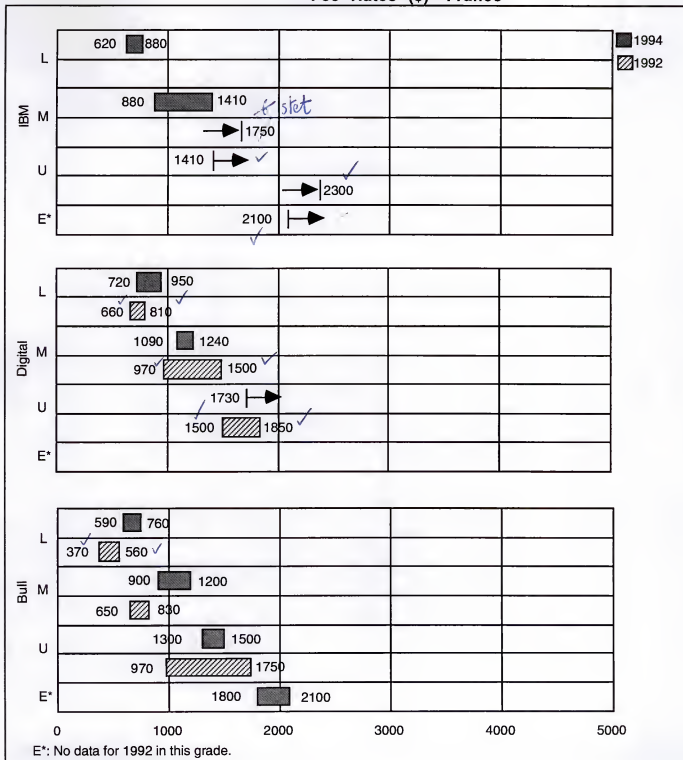 Fee Rates ($) France
1994
1992
IBM
L
620 880
M
880 1410
stet
1750
U
1410
2300
E*
2100
Digital
L
720 950
660 810
M
1090 1240
970 1500
U
1730
1500 1850
E*
Bull
L
590 760
370 560
M
900 1200
650 830
U
1300 1500
970 1750
E*
1800 2100
0 1000 2000 3000 4000 5000
E*: No data for 1992 in this grade.